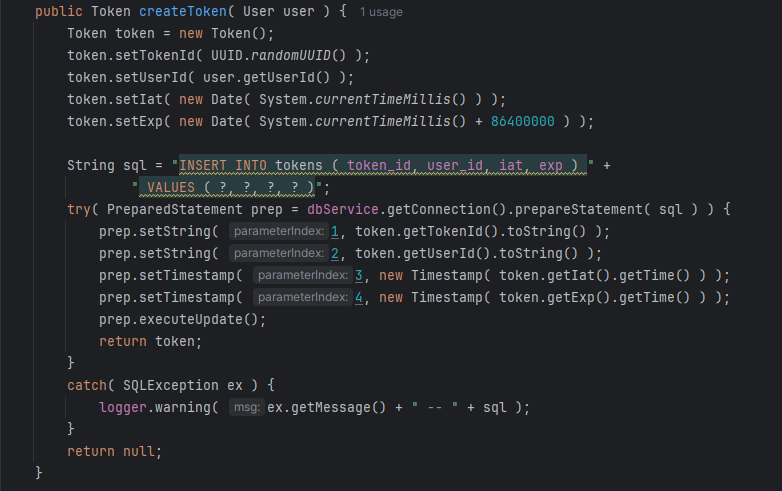 public Token createToken( User user ) { 1 usage
    Token token = new Token();
    token.setTokenId( UUID.randomUUID() );
    token.setUserId( user.getUserId() );
    token.setIat( new Date( System.currentTimeMillis() ) );
    token.setExp( new Date( System.currentTimeMillis() + 86400000 ) );

    String sql = "INSERT INTO tokens ( token_id, user_id, iat, exp ) " +
            " VALUES ( ?, ?, ?, ? )";
    try( PreparedStatement prep = dbService.getConnection().prepareStatement( sql ) ) {
        prep.setString( parameterIndex: 1, token.getTokenId().toString() );
        prep.setString( parameterIndex: 2, token.getUserId().toString() );
        prep.setTimestamp( parameterIndex: 3, new Timestamp( token.getIat().getTime() ) );
        prep.setTimestamp( parameterIndex: 4, new Timestamp( token.getExp().getTime() ) );
        prep.executeUpdate();
        return token;
    }
    catch( SQLException ex ) {
        logger.warning( msg: ex.getMessage() + " -- " + sql );
    }
    return null;
}